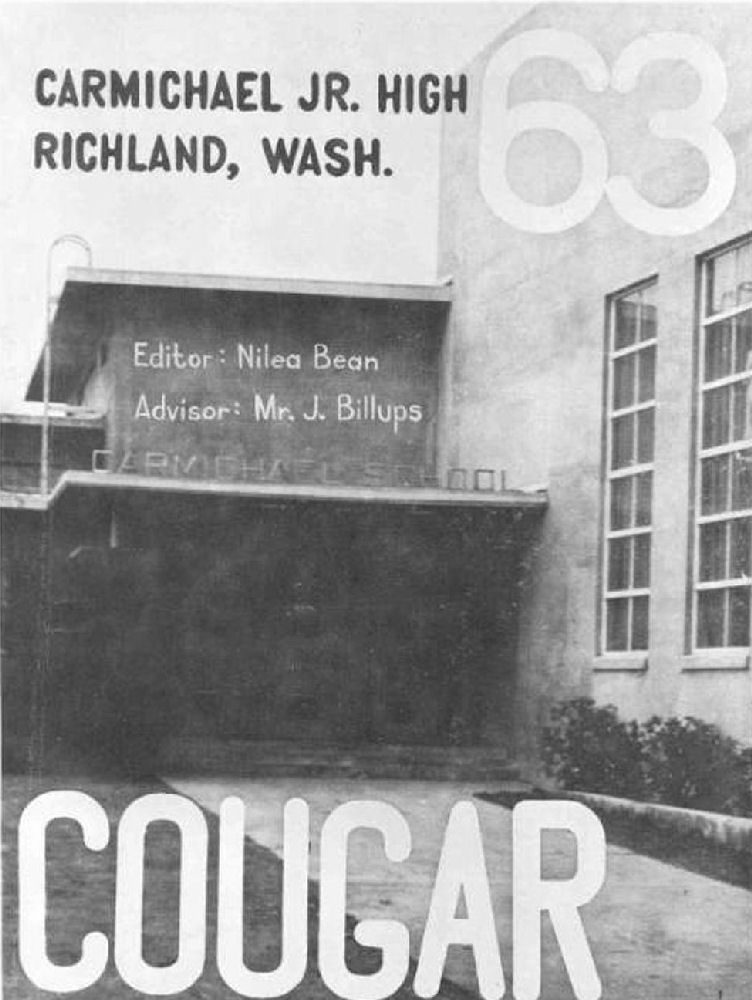 CARMICHAEL JR. HIGH
RICHLAND, WASH.
63
Editor: Nilea Bean
Advisor: Mr. J. Billups
CARMICHAEL SCHOOL
COUGAR